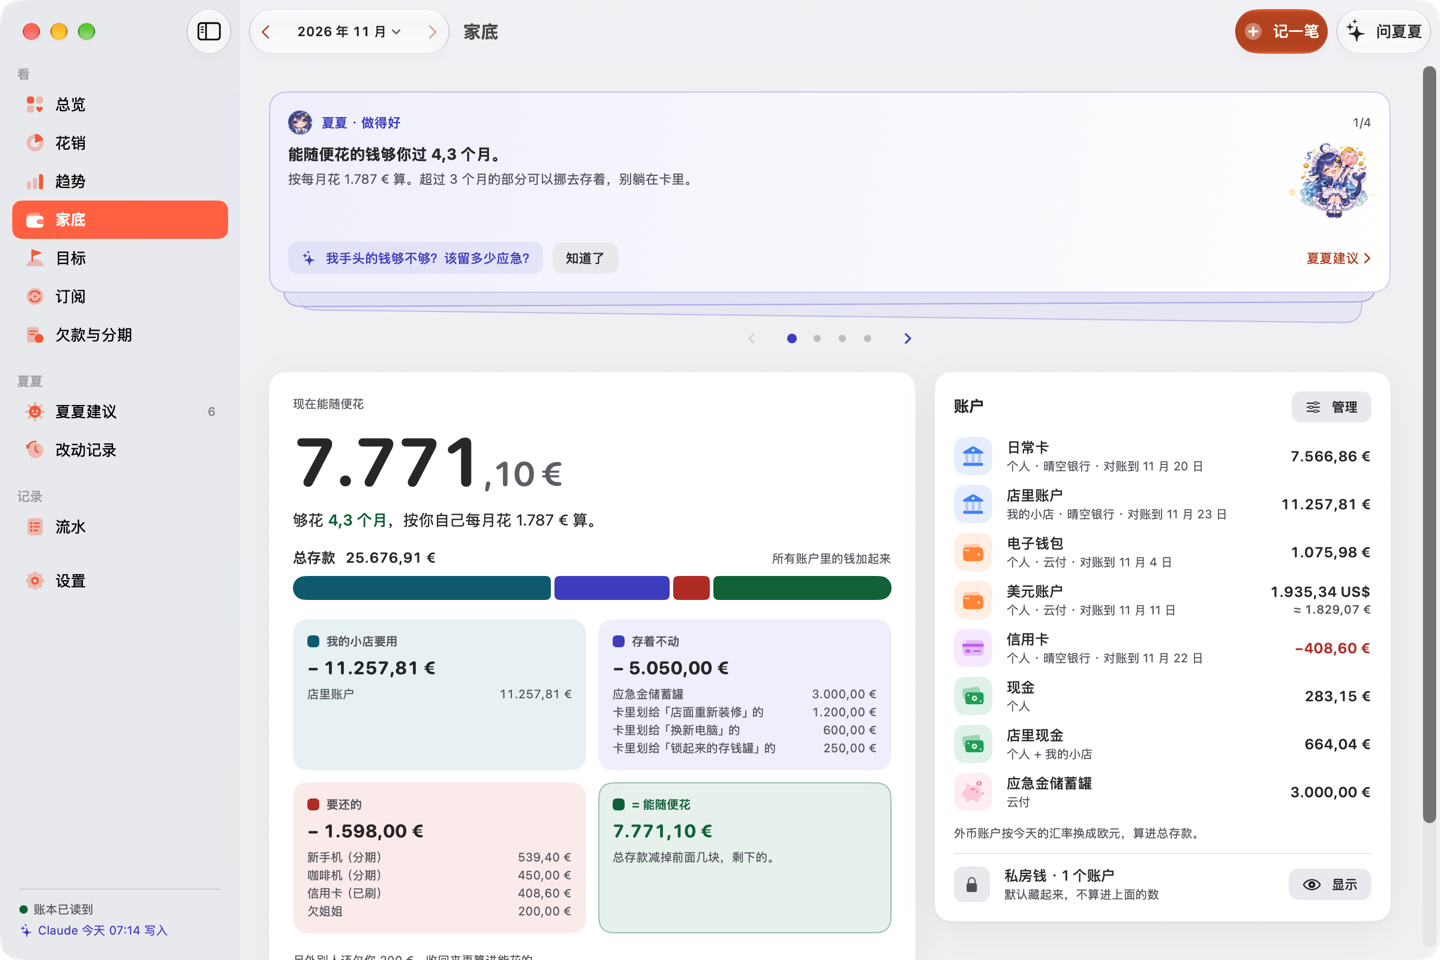 2026 年 11 月
家底
记一笔
问夏夏
看
总览
花销
趋势
家底
目标
订阅
欠款与分期
夏夏
夏夏建议 6
改动记录
记录
流水
设置
账本已读到
Claude 今天 07:14 写入
夏夏 · 做得好
1/4
能随便花的钱够你过 4,3 个月。
按每月花 1.787 € 算。超过 3 个月的部分可以挪去存着，别躺在卡里。
我手头的钱够不够？该留多少应急？
知道了
夏夏建议
现在能随便花
7.771,10 €
够花 4,3 个月，按你自己每月花 1.787 € 算。
总存款 25.676,91 €
所有账户里的钱加起来
我的小店要用
− 11.257,81 €
店里账户 11.257,81 €
存着不动
− 5.050,00 €
应急金储蓄罐 3.000,00 €
卡里划给「店面重新装修」的 1.200,00 €
卡里划给「换新电脑」的 600,00 €
卡里划给「锁起来的存钱罐」的 250,00 €
要还的
− 1.598,00 €
新手机（分期） 539,40 €
咖啡机（分期） 450,00 €
信用卡（已刷） 408,60 €
欠姐姐 200,00 €
= 能随便花
7.771,10 €
总存款减掉前面几块，剩下的。
另外别人还欠你 200 €，收回来再算进能花的。
账户
管理
日常卡
个人 · 晴空银行 · 对账到 11 月 20 日
7.566,86 €
店里账户
我的小店 · 晴空银行 · 对账到 11 月 23 日
11.257,81 €
电子钱包
个人 · 云付 · 对账到 11 月 4 日
1.075,98 €
美元账户
个人 · 云付 · 对账到 11 月 11 日
1.935,34 US$
≈ 1.829,07 €
信用卡
个人 · 晴空银行 · 对账到 11 月 22 日
−408,60 €
现金
个人
283,15 €
店里现金
个人 + 我的小店
664,04 €
应急金储蓄罐
云付
3.000,00 €
外币账户按今天的汇率换成欧元，算进总存款。
私房钱 · 1 个账户
默认藏起来，不算进上面的数
显示